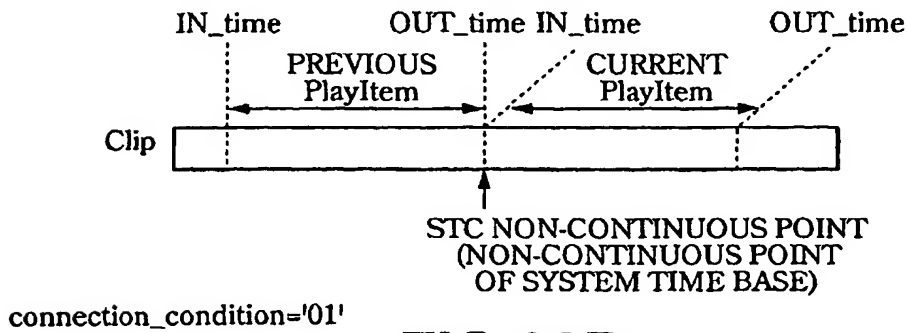 IN_time OUT_time IN_time OUT_time
PREVIOUS CURRENT
PlayItem PlayItem
Clip
STC NON-CONTINUOUS POINT
(NON-CONTINUOUS POINT
OF SYSTEM TIME BASE)
connection_condition='01'